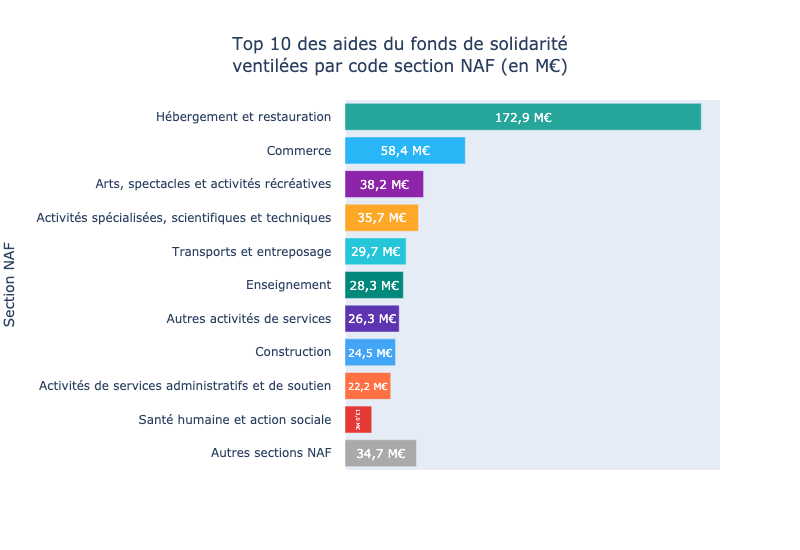 Top 10 des aides du fonds de solidarité
ventilées par code section NAF (en M€)
Section NAF
Hébergement et restauration 172,9 M€
Commerce 58,4 M€
Arts, spectacles et activités récréatives 38,2 M€
Activités spécialisées, scientifiques et techniques 35,7 M€
Transports et entreposage 29,7 M€
Enseignement 28,3 M€
Autres activités de services 26,3 M€
Construction 24,5 M€
Activités de services administratifs et de soutien 22,2 M€
Santé humaine et action sociale
Autres sections NAF 34,7 M€